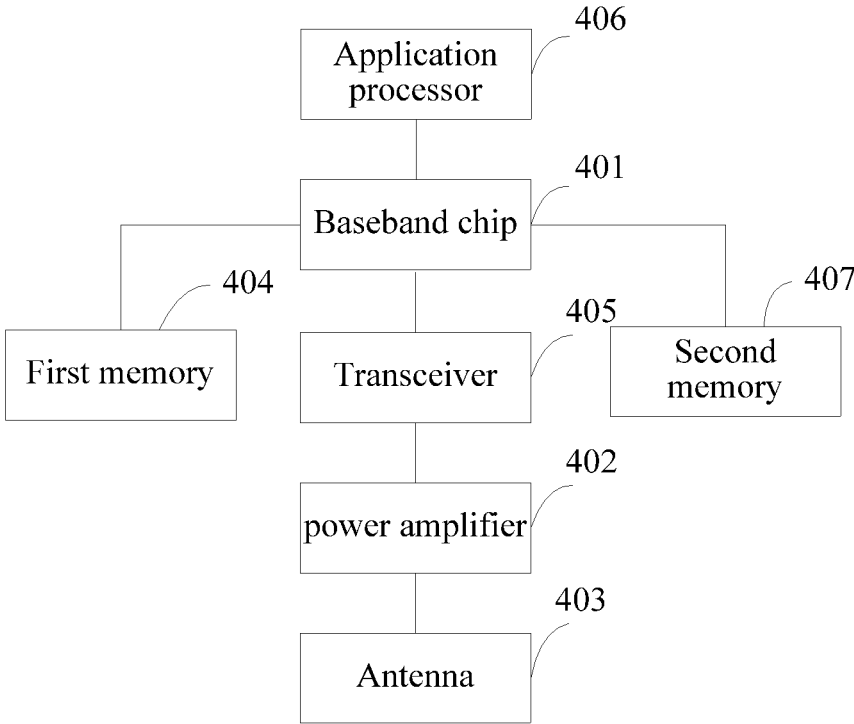 406
Application
processor
401
Baseband chip
404
407
405
First memory
Transceiver
Second
memory
402
power amplifier
403
Antenna